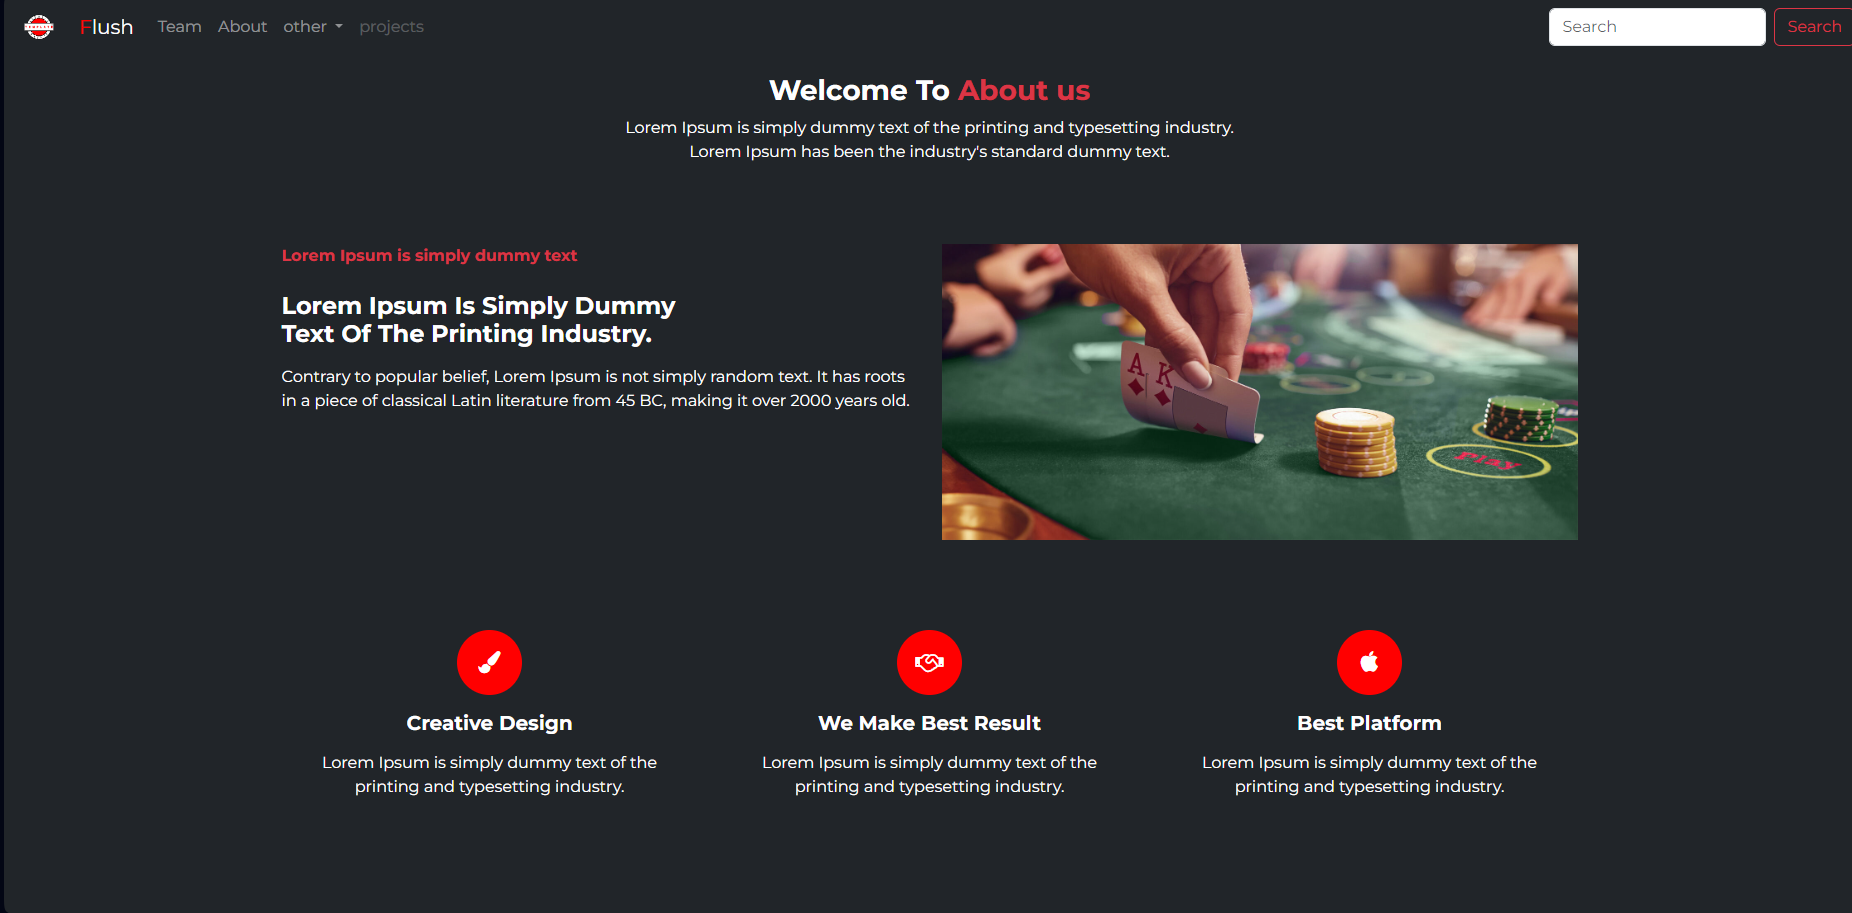 Flush
Team
About
other
projects
Search
Search
Welcome To About us
Lorem Ipsum is simply dummy text of the printing and typesetting industry.
Lorem Ipsum has been the industry's standard dummy text.
Lorem Ipsum is simply dummy text
Lorem Ipsum Is Simply Dummy
Text Of The Printing Industry.
Contrary to popular belief, Lorem Ipsum is not simply random text. It has roots
in a piece of classical Latin literature from 45 BC, making it over 2000 years old.
A K
Play
Creative Design
Lorem Ipsum is simply dummy text of the
printing and typesetting industry.
We Make Best Result
Lorem Ipsum is simply dummy text of the
printing and typesetting industry.
Best Platform
Lorem Ipsum is simply dummy text of the
printing and typesetting industry.